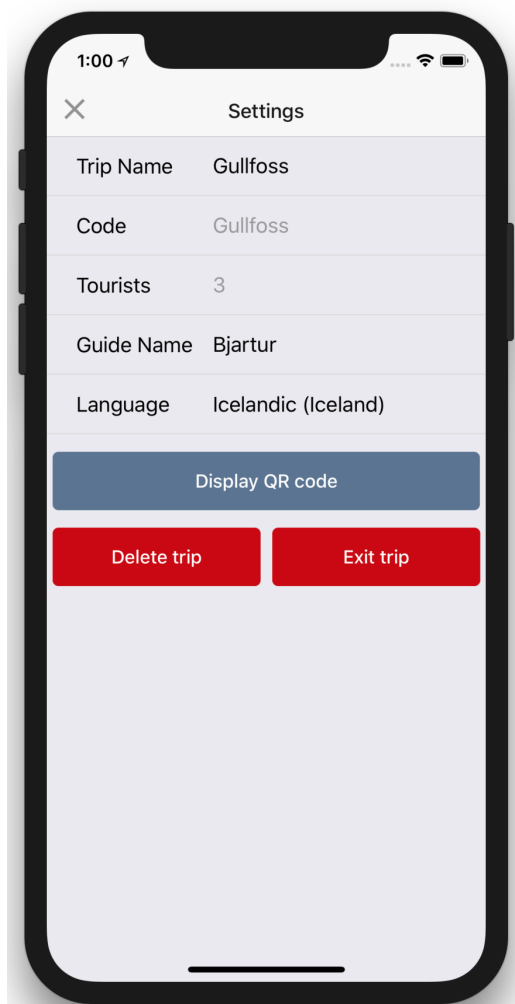 1:00
Settings
Trip Name Gullfoss
Code Gullfoss
Tourists 3
Guide Name Bjartur
Language Icelandic (Iceland)
Display QR code
Delete trip Exit trip